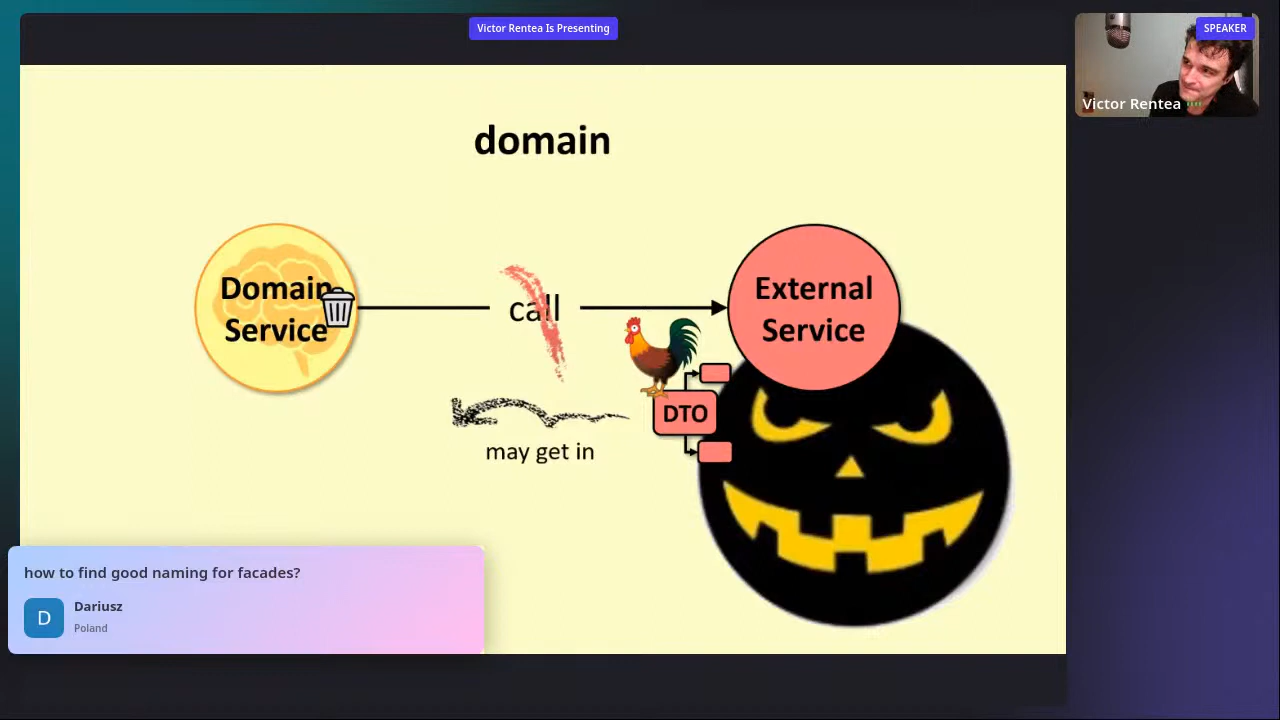 Victor Rentea Is Presenting
SPEAKER
Victor Rentea
domain
Domain
Service
call
External
Service
DTO
may get in
how to find good naming for facades?
D
Dariusz
Poland